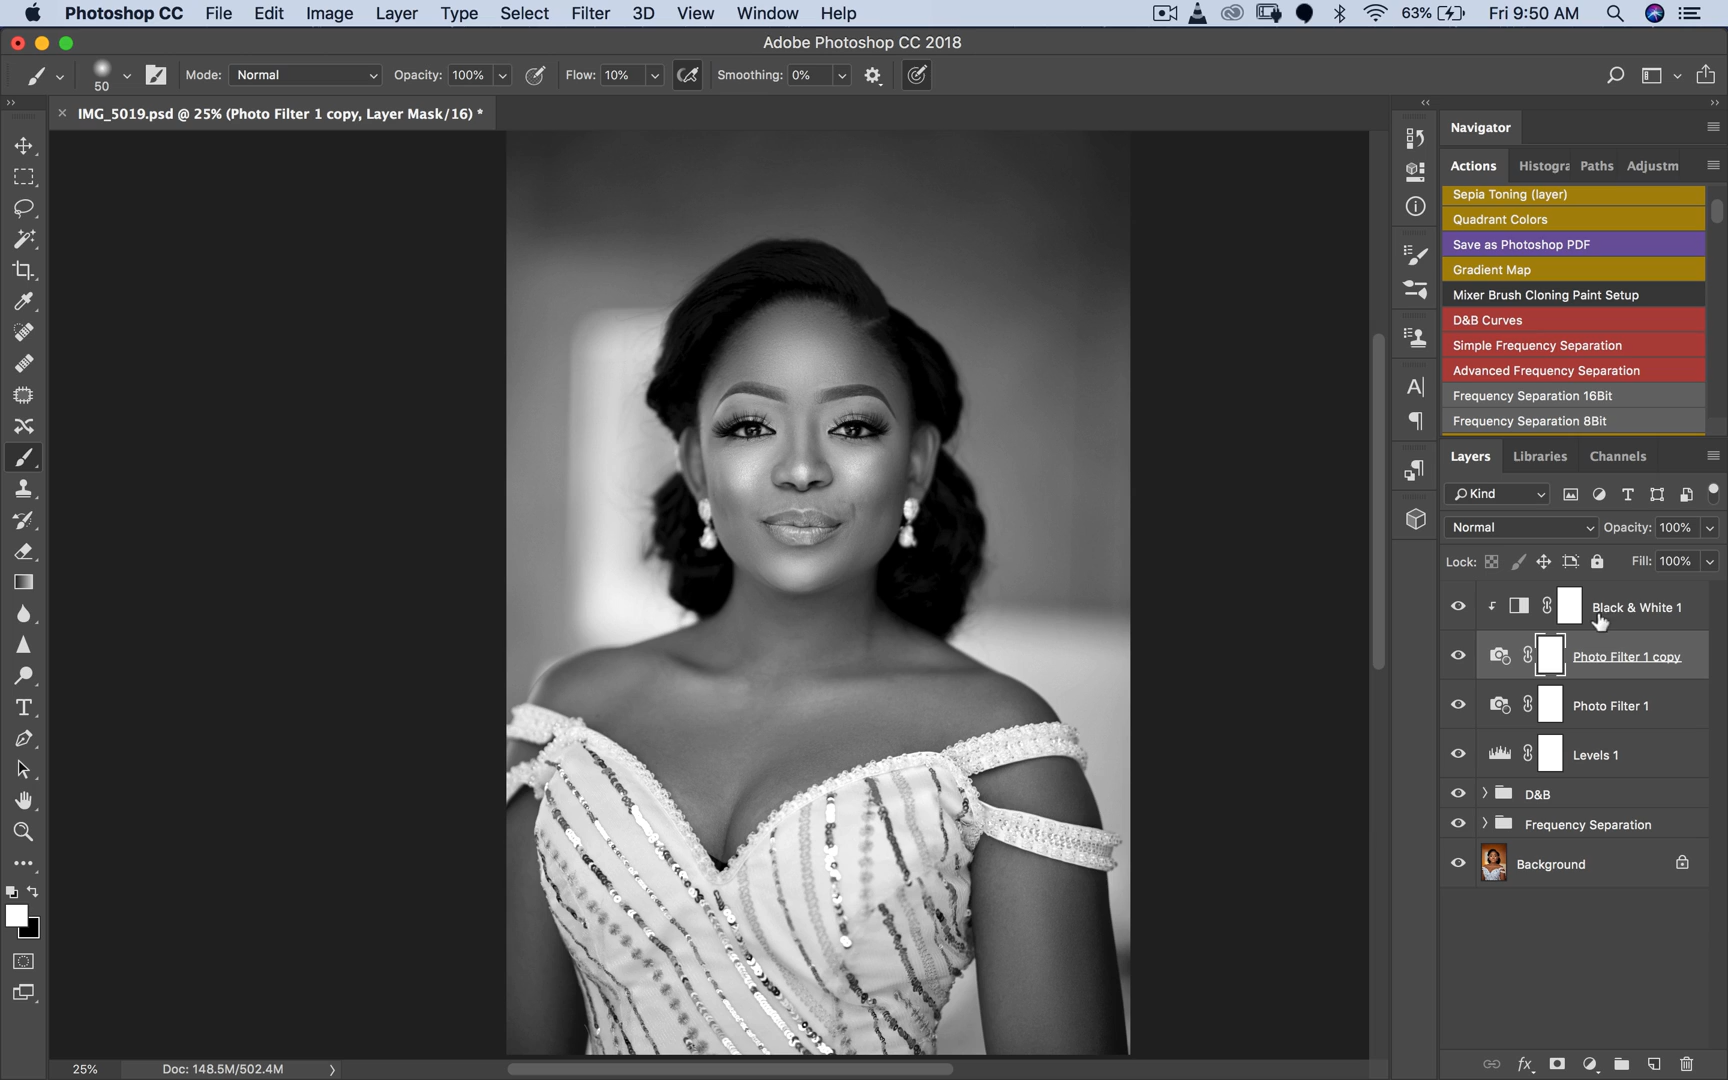 Photoshop CC File Edit Image Layer Type Select Filter 3D View Window Help 63% Fri 9:50 AM
Adobe Photoshop CC 2018
50 Mode: Normal Opacity: 100% Flow: 10% Smoothing: 0%
IMG_5019.psd @ 25% (Photo Filter 1 copy, Layer Mask/16) *
Navigator
Actions Histogra Paths Adjustm
Sepia Toning (layer)
Quadrant Colors
Save as Photoshop PDF
Gradient Map
Mixer Brush Cloning Paint Setup
D&B Curves
Simple Frequency Separation
Advanced Frequency Separation
Frequency Separation 16Bit
Frequency Separation 8Bit
Layers Libraries Channels
Kind
Normal Opacity: 100%
Lock: Fill: 100%
Black & White 1
Photo Filter 1 copy
Photo Filter 1
Levels 1
D&B
Frequency Separation
Background
25% Doc: 148.5M/502.4M